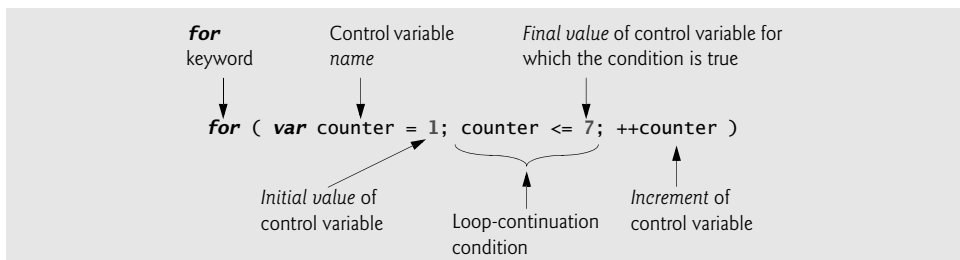 for
keyword
Control variable
name
Final value of control variable for
which the condition is true
for ( var counter = 1; counter <= 7; ++counter )
Initial value of
control variable
Loop-continuation
condition
Increment of
control variable